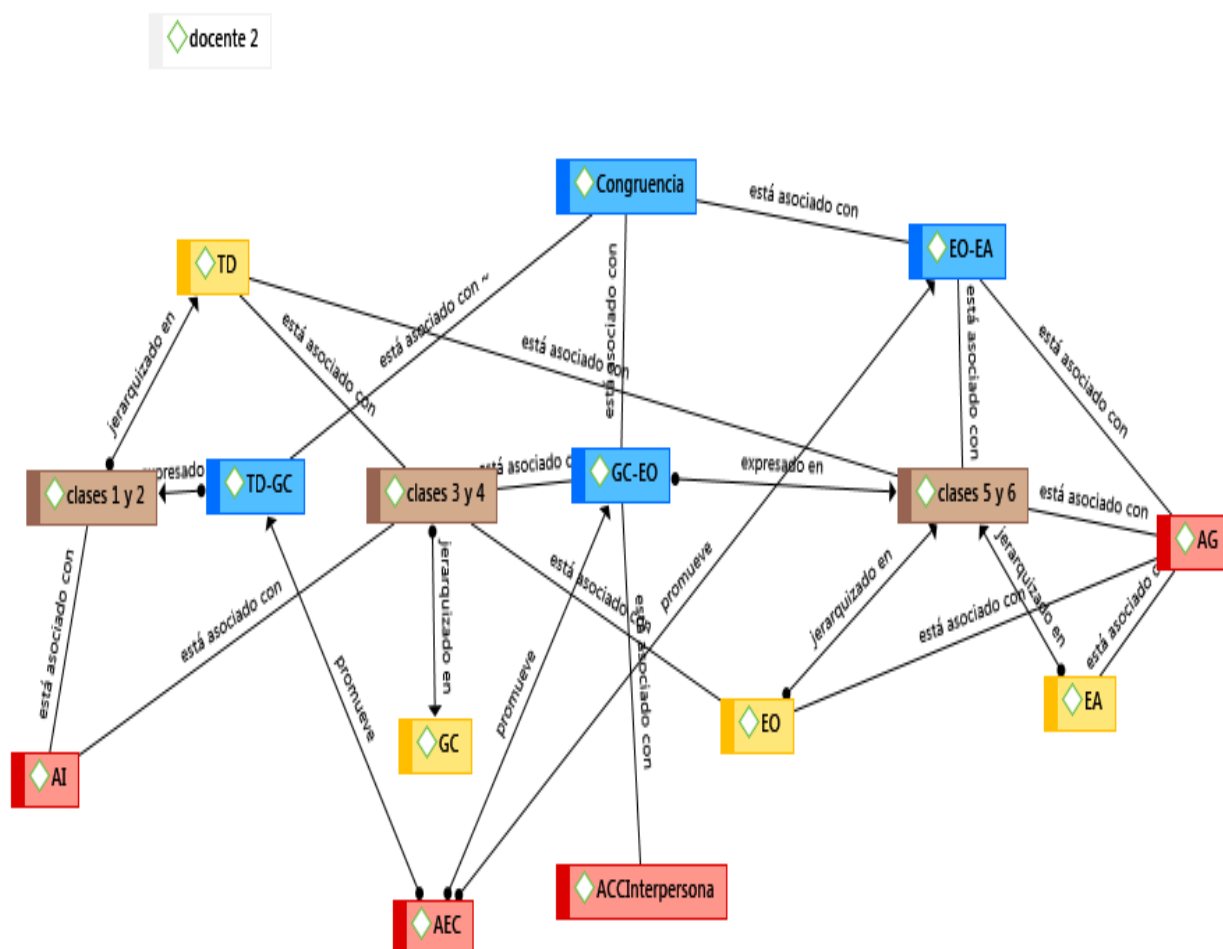 docente 2
Congruencia
está asociado con
EO-EA
TD
está asociado con ~
está asociado con
está asociado con
está asociado con
está asociado con
está asociado con
jerarquizado en
clases 1 y 2
expresado
TD-GC
clases 3 y 4
está asociado
GC-EO
expresado en
clases 5 y 6
está asociado con
AG
está asociado con
está asociado con
jerarquizado en
está asociado con
jerarquizado en
jerarquizado en
está asociado con
está asociado
promueve
promueve
promueve
está asociado con
GC
EO
EA
AI
ACCInterpersona
AEC